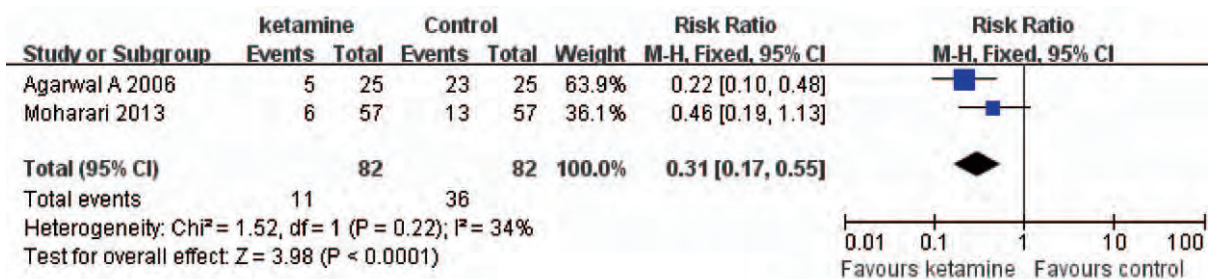 ketamine Control Risk Ratio Risk Ratio
Study or Subgroup Events Total Events Total Weight M-H, Fixed, 95% CI M-H, Fixed, 95% CI
Agarwal A 2006 5 25 23 25 63.9% 0.22 [0.10, 0.48]
Moharari 2013 6 57 13 57 36.1% 0.46 [0.19, 1.13]
Total (95% CI) 82 82 100.0% 0.31 [0.17, 0.55]
Total events 11 36
Heterogeneity: Chi² = 1.52, df = 1 (P = 0.22); I² = 34%
Test for overall effect: Z = 3.98 (P < 0.0001)
0.01 0.1 1 10 100
Favours ketamine Favours control